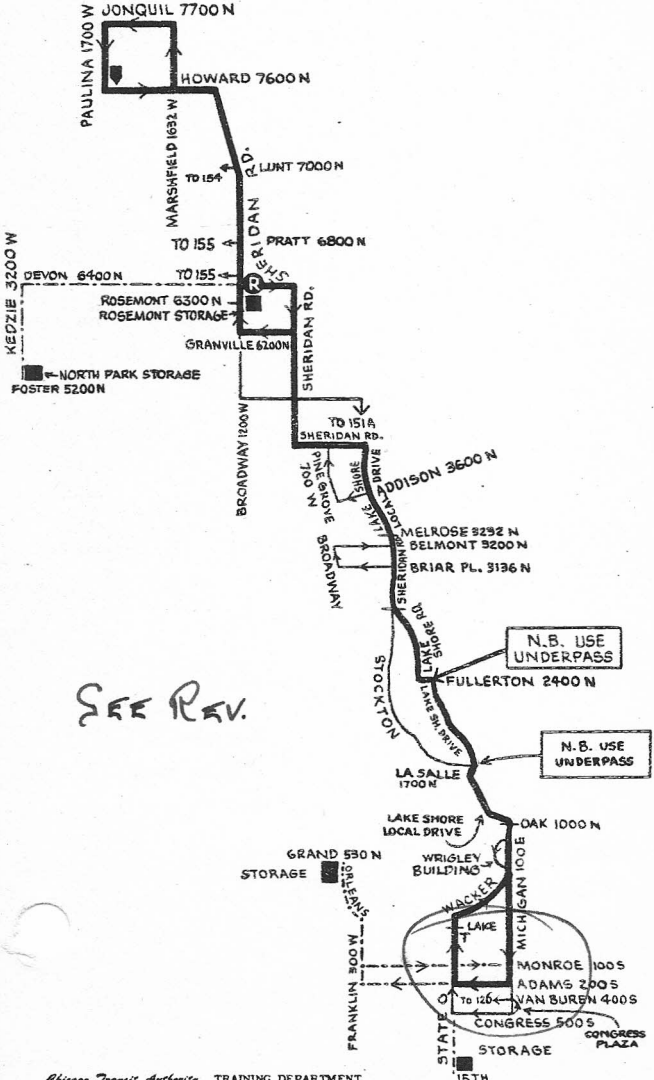 JONQUIL 7700 N
PAULINA 1700 W
HOWARD 7600 N
MARSHFIELD 1632 W
TO 154
LUNT 7000 N
SHERIDAN RD.
TO 155
PRATT 6800 N
KEDZIE 3200 W
DEVON 6400 N
TO 155
R
ROSEMONT 6300 N
ROSEMONT STORAGE
SHERIDAN RD.
GRANVILLE 6200N
NORTH PARK STORAGE
FOSTER 5200 N
BROADWAY 1200 W
TO 151A
SHERIDAN RD.
PINE GROVE
700 W
LAKE SHORE
LOCAL DRIVE
ADDISON 3600 N
MELROSE 3232 N
BELMONT 3200 N
BROADWAY
BRIAR PL. 3136 N
SHERIDAN RD
LAKE SHORE RD.
N.B. USE
UNDERPASS
STOCKTON
FULLERTON 2400 N
LAKE SH. DRIVE
SEE REV.
N.B. USE
UNDERPASS
LA SALLE
1700 N
LAKE SHORE
LOCAL DRIVE
OAK 1000 N
GRAND 530 N
STORAGE
ORLEANS
WRIGLEY
BUILDING
MICHIGAN 100 E
WACKER
LAKE
FRANKLIN 300 W
MONROE 100 S
ADAMS 200 S
TO 126
VAN BUREN 400 S
STATE 0
CONGRESS 500 S
CONGRESS
PLAZA
STORAGE
15TH
Chicago Transit Authority TRAINING DEPARTMENT